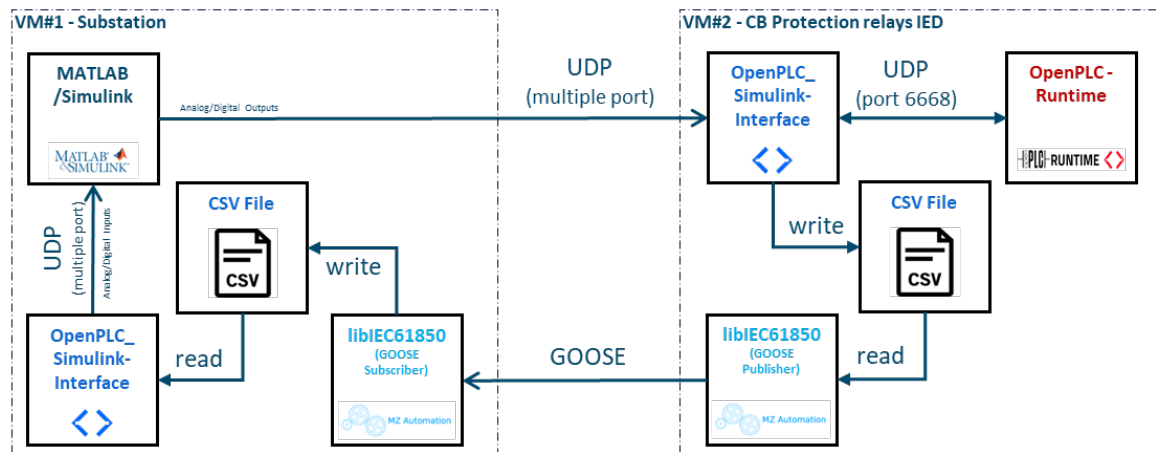 VM#1 - Substation
MATLAB
/Simulink
MATLAB
&SIMULINK
Analog/Digital Outputs
UDP
(multiple port)
UDP
(multiple port)
Analog/Digital Inputs
CSV File
CSV
write
read
OpenPLC_
Simulink-
Interface
libIEC61850
(GOOSE
Subscriber)
MZ Automation
GOOSE
VM#2 - CB Protection relays IED
OpenPLC_
Simulink-
Interface
UDP
(port 6668)
OpenPLC -
Runtime
PLC RUNTIME
write
CSV File
CSV
read
libIEC61850
(GOOSE
Publisher)
MZ Automation